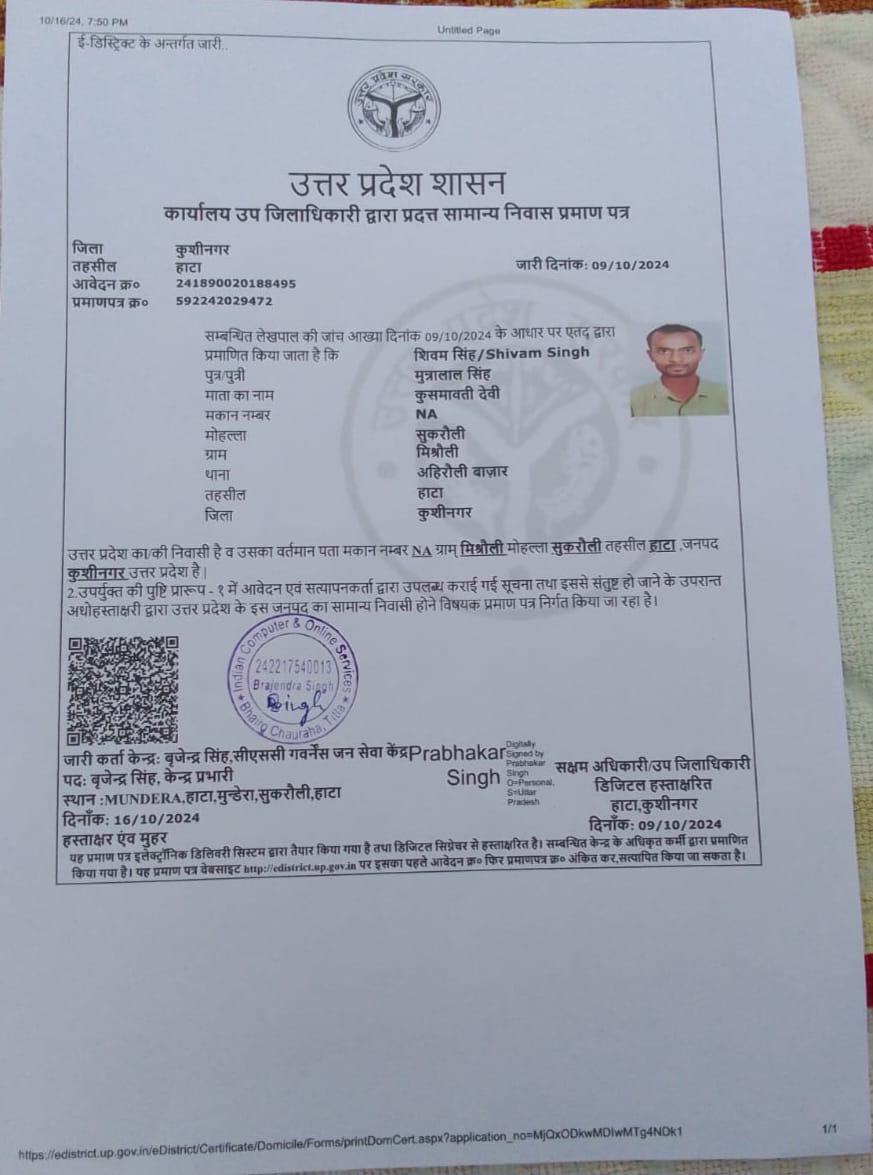 10/16/24, 7:50 PM
Untitled Page
ई-डिस्ट्रिक्ट के अन्तर्गत जारी..
उत्तर प्रदेश सरकार
उत्तर प्रदेश शासन
कार्यालय उप जिलाधिकारी द्वारा प्रदत्त सामान्य निवास प्रमाण पत्र
जिला कुशीनगर
तहसील हाटा जारी दिनांक: 09/10/2024
आवेदन क्र० 241890020188495
प्रमाणपत्र क्र० 592242029472
सम्बन्धित लेखपाल की जांच आख्या दिनांक 09/10/2024 के आधार पर एतद द्वारा
प्रमाणित किया जाता है कि शिवम सिंह/Shivam Singh
पुत्र/पुत्री मुन्नालाल सिंह
माता का नाम कुसमावती देवी
मकान नम्बर NA
मोहल्ला सुकरौली
ग्राम मिश्रौली
थाना अहिरौली बाज़ार
तहसील हाटा
जिला कुशीनगर
उत्तर प्रदेश का/की निवासी है व उसका वर्तमान पता मकान नम्बर NA ग्राम मिश्रौली मोहल्ला सुकरौली तहसील हाटा ,जनपद
कुशीनगर उत्तर प्रदेश है|
2.उपर्युक्त की पुष्टि प्रारूप - १ में आवेदन एवं सत्यापनकर्ता द्वारा उपलब्ध कराई गई सूचना तथा इससे संतुष्ट हो जाने के उपरान्त
अधोहस्ताक्षरी द्वारा उत्तर प्रदेश के इस जनपद का सामान्य निवासी होने विषयक प्रमाण पत्र निर्गत किया जा रहा है।
Indian Computer & Online Services
242217540013
Brajendra Singh
BSingh
Bhairo Chauraha, Titla
जारी कर्ता केन्द्र: बृजेन्द्र सिंह,सीएससी गवर्नेंस जन सेवा केंद्र
पद: बृजेन्द्र सिंह, केन्द्र प्रभारी
स्थान :MUNDERA,हाटा,मुन्डेरा,सुकरौली,हाटा
दिनाँक: 16/10/2024
हस्ताक्षर एंव मुहर
Prabhakar
Singh
Digitally
Signed by
Prabhakar
Singh
O=Personal,
S=Uttar
Pradesh
सक्षम अधिकारी/उप जिलाधिकारी
डिजिटल हस्ताक्षरित
हाटा,कुशीनगर
दिनाँक: 09/10/2024
यह प्रमाण पत्र इलेक्ट्रॉनिक डिलिवरी सिस्टम द्वारा तैयार किया गया है तथा डिजिटल सिग्नेचर से हस्ताक्षरित है। सम्बन्धित केन्द्र के अधिकृत कर्मी द्वारा प्रमाणित
किया गया है। यह प्रमाण पत्र वेबसाइट http://edistrict.up.gov.in पर इसका पहले आवेदन क्र० फिर प्रमाणपत्र क्र० अंकित कर,सत्यापित किया जा सकता है।
https://edistrict.up.gov.in/eDistrict/Certificate/Domicile/Forms/printDomCert.aspx?application_no=MjQxODkwMDIwMTg4NDk1
1/1